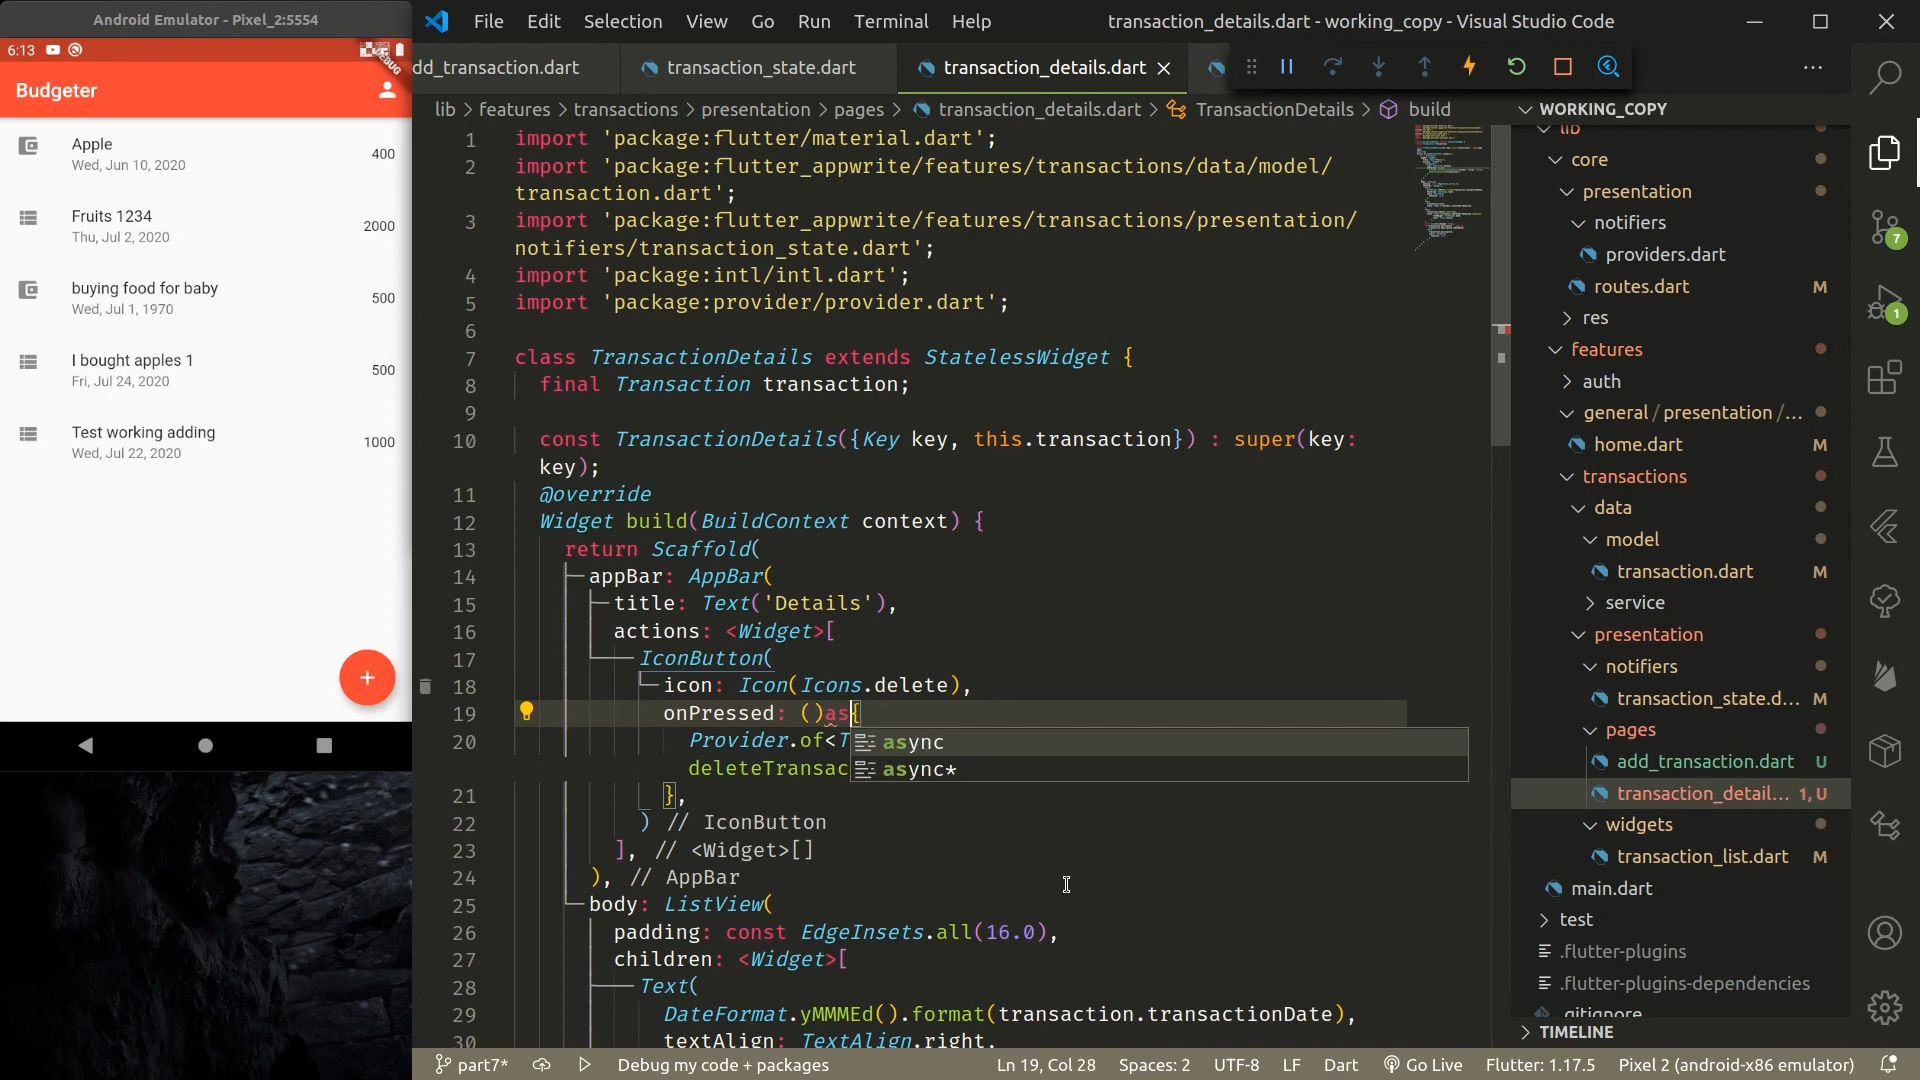 Android Emulator - Pixel_2:5554
6:13
DEBUG
Budgeter
Apple
Wed, Jun 10, 2020
400
Fruits 1234
Thu, Jul 2, 2020
2000
buying food for baby
Wed, Jul 1, 1970
500
I bought apples 1
Fri, Jul 24, 2020
500
Test working adding
Wed, Jul 22, 2020
1000
File Edit Selection View Go Run Terminal Help
transaction_details.dart - working_copy - Visual Studio Code
dd_transaction.dart
transaction_state.dart
transaction_details.dart
lib > features > transactions > presentation > pages > transaction_details.dart > TransactionDetails > build
1 import 'package:flutter/material.dart';
2 import 'package:flutter_appwrite/features/transactions/data/model/
transaction.dart';
3 import 'package:flutter_appwrite/features/transactions/presentation/
notifiers/transaction_state.dart';
4 import 'package:intl/intl.dart';
5 import 'package:provider/provider.dart';
6
7 class TransactionDetails extends StatelessWidget {
8 final Transaction transaction;
9
10 const TransactionDetails({Key key, this.transaction}) : super(key:
key);
11 @override
12 Widget build(BuildContext context) {
13 return Scaffold(
14 appBar: AppBar(
15 title: Text('Details'),
16 actions: <Widget>[
17 IconButton(
18 icon: Icon(Icons.delete),
19 onPressed: ()as{
20 Provider.of<T
deleteTransac
async
async*
21 },
22 ) // IconButton
23 ], // <Widget>[]
24 ), // AppBar
25 body: ListView(
26 padding: const EdgeInsets.all(16.0),
27 children: <Widget>[
28 Text(
29 DateFormat.yMMMEd().format(transaction.transactionDate),
30 textAlign: TextAlign.right,
WORKING_COPY
lib
core
presentation
notifiers
providers.dart
routes.dart M
res
features
auth
general / presentation / ...
home.dart M
transactions
data
model
transaction.dart M
service
presentation
notifiers
transaction_state.d... M
pages
add_transaction.dart U
transaction_detail... 1, U
widgets
transaction_list.dart M
main.dart
test
.flutter-plugins
.flutter-plugins-dependencies
.gitignore
TIMELINE
7
1
part7*
Debug my code + packages
Ln 19, Col 28
Spaces: 2
UTF-8
LF
Dart
Go Live
Flutter: 1.17.5
Pixel 2 (android-x86 emulator)